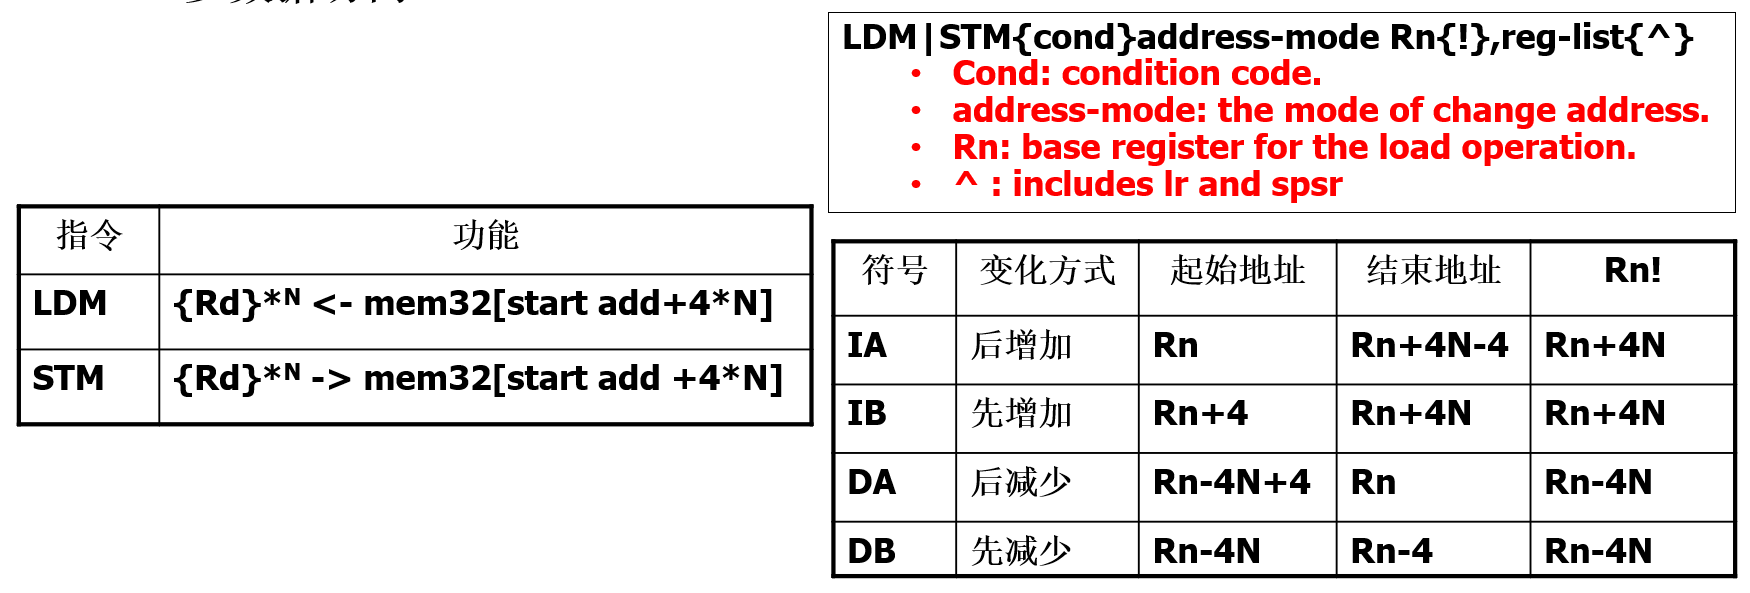 LDM|STM{cond}address-mode Rn{!},reg-list{^}
• Cond: condition code.
• address-mode: the mode of change address.
• Rn: base register for the load operation.
• ^ : includes lr and spsr
指令 功能
LDM {Rd}*ᴺ <- mem32[start add+4*N]
STM {Rd}*ᴺ -> mem32[start add +4*N]
符号 变化方式 起始地址 结束地址 Rn!
IA 后增加 Rn Rn+4N-4 Rn+4N
IB 先增加 Rn+4 Rn+4N Rn+4N
DA 后减少 Rn-4N+4 Rn Rn-4N
DB 先减少 Rn-4N Rn-4 Rn-4N